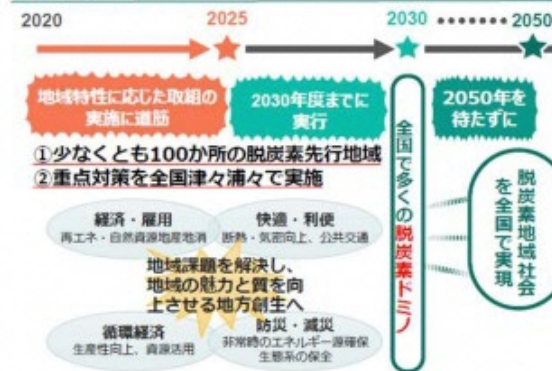 2020
2025
2030
2050
地域特性に応じた取組の
実施に道筋
2030年度までに
実行
2050年を
待たずに
①少なくとも100か所の脱炭素先行地域
②重点対策を全国津々浦々で実施
経済・雇用
再エネ・自然資源地産地消
快適・利便
断熱・気密向上、公共交通
地域課題を解決し、
地域の魅力と質を向
上させる地方創生へ
循環経済
生産性向上、資源活用
防災・減災
非常時のエネルギー源確保
生態系の保全
全国で多くの脱炭素ドミノ
脱炭素地域社会
を全国で実現